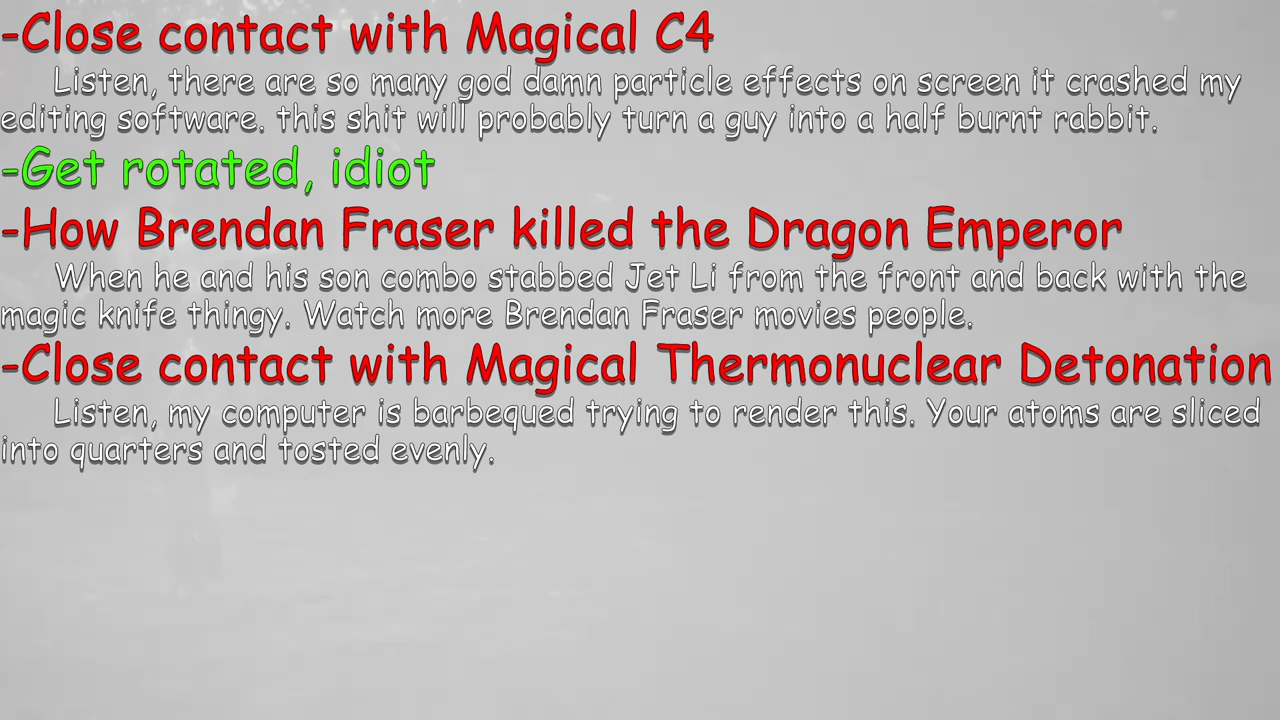 -Close contact with Magical C4
Listen, there are so many god damn particle effects on screen it crashed my
editing software. this shit will probably turn a guy into a half burnt rabbit.
-Get rotated, idiot
-How Brendan Fraser killed the Dragon Emperor
When he and his son combo stabbed Jet Li from the front and back with the
magic knife thingy. Watch more Brendan Fraser movies people.
-Close contact with Magical Thermonuclear Detonation
Listen, my computer is barbequed trying to render this. Your atoms are sliced
into quarters and tosted evenly.